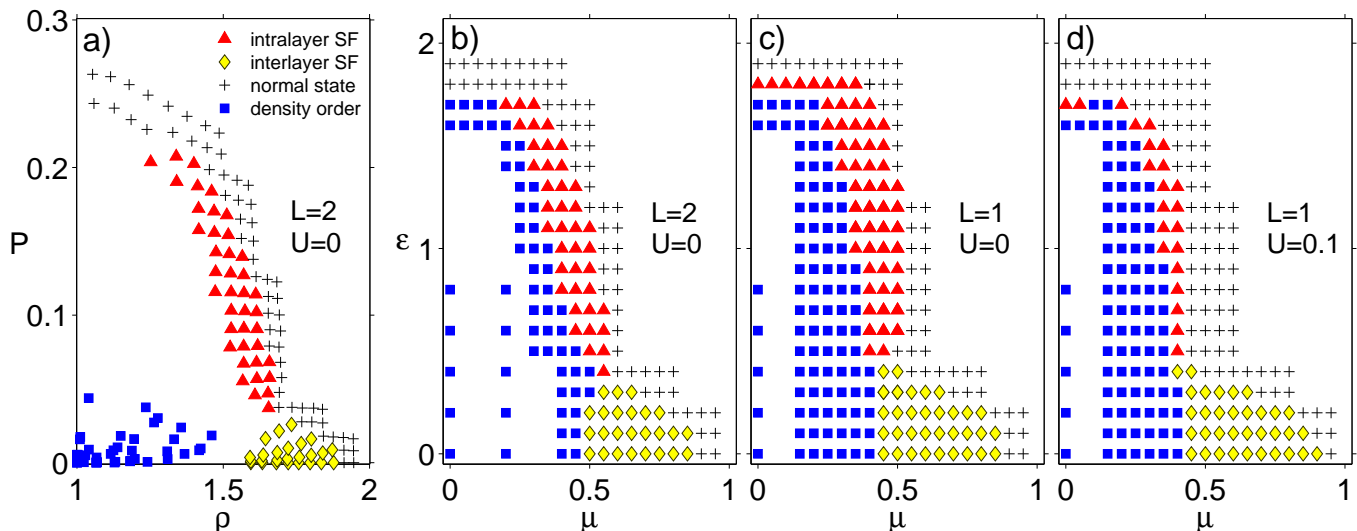 a)
intralayer SF
interlayer SF
normal state
density order
L=2
U=0
0.3
0.2
0.1
0
P
1
1.5
2
ρ
b)
L=2
U=0
2
1
0
ε
0
0.5
1
μ
c)
L=1
U=0
0
0.5
1
μ
d)
L=1
U=0.1
0
0.5
1
μ